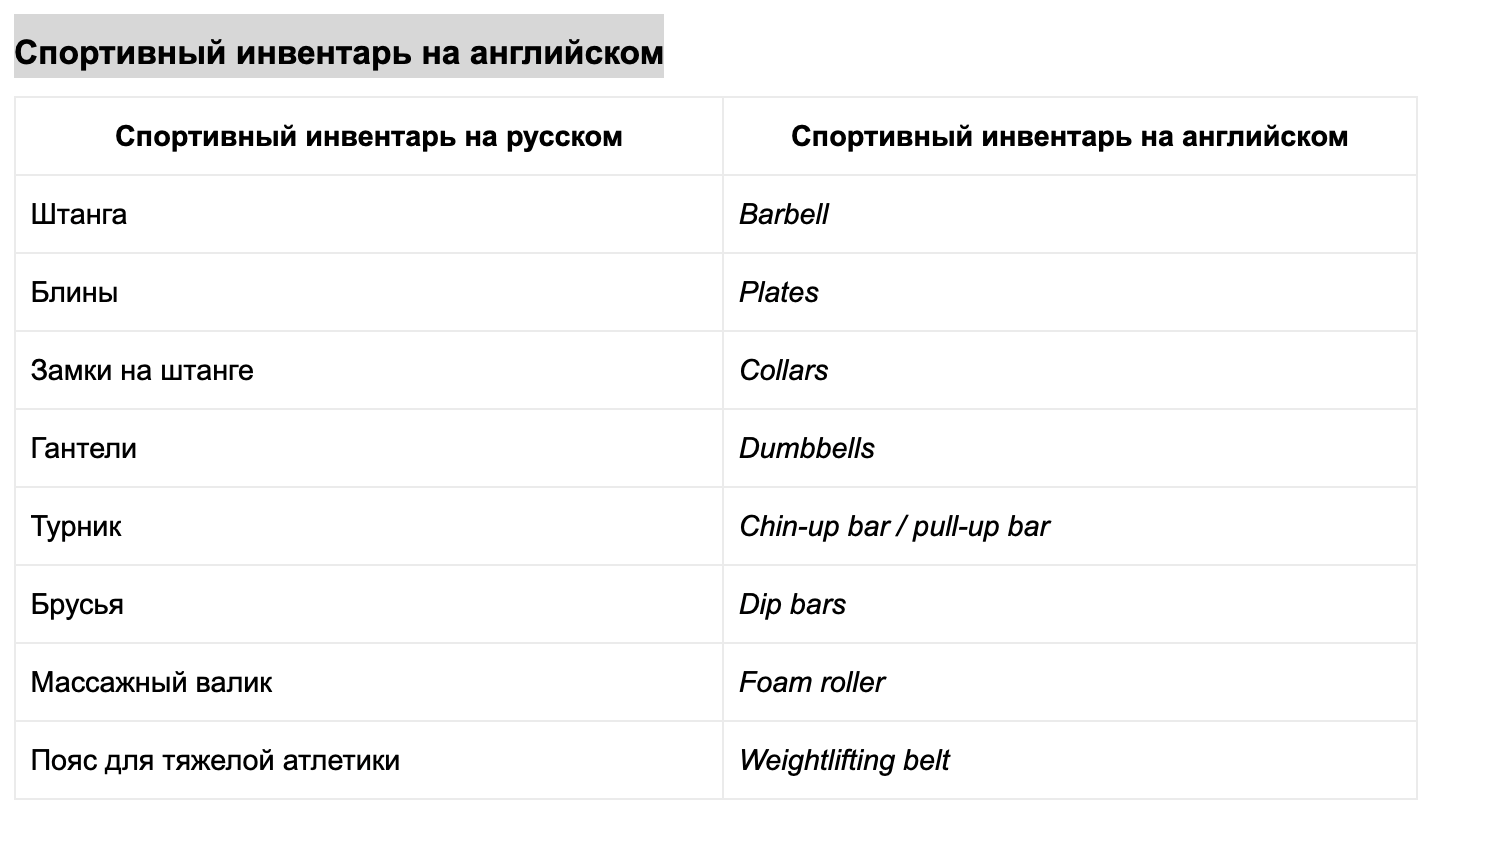 Спортивный инвентарь на английском
Спортивный инвентарь на русском Спортивный инвентарь на английском
Штанга Barbell
Блины Plates
Замки на штанге Collars
Гантели Dumbbells
Турник Chin-up bar / pull-up bar
Брусья Dip bars
Массажный валик Foam roller
Пояс для тяжелой атлетики Weightlifting belt